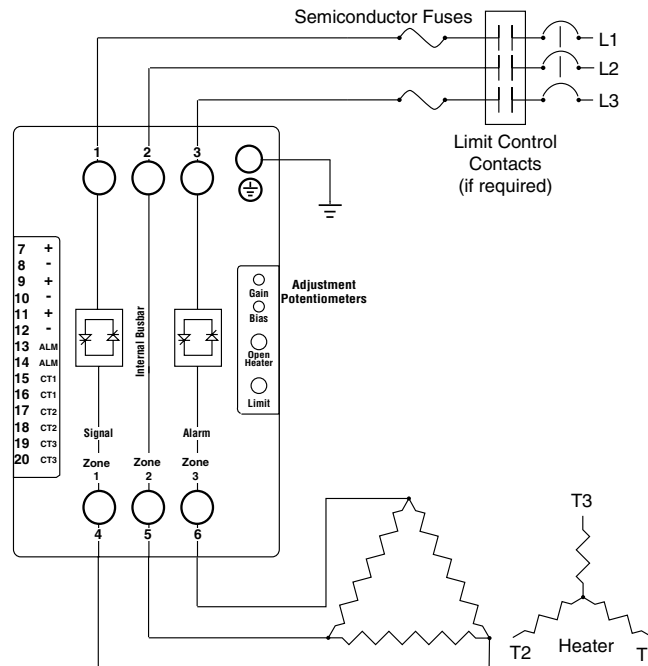 Semiconductor Fuses
L1
L2
L3
Limit Control
Contacts
(if required)
1 2 3
7 +
8 -
9 +
10 -
11 +
12 -
13 ALM
14 ALM
15 CT1
16 CT1
17 CT2
18 CT2
19 CT3
20 CT3
Internal Busbar
Gain
Bias
Open
Heater
Limit
Adjustment
Potentiometers
Signal
Alarm
Zone
1
Zone
2
Zone
3
4 5 6
T3
T2
Heater